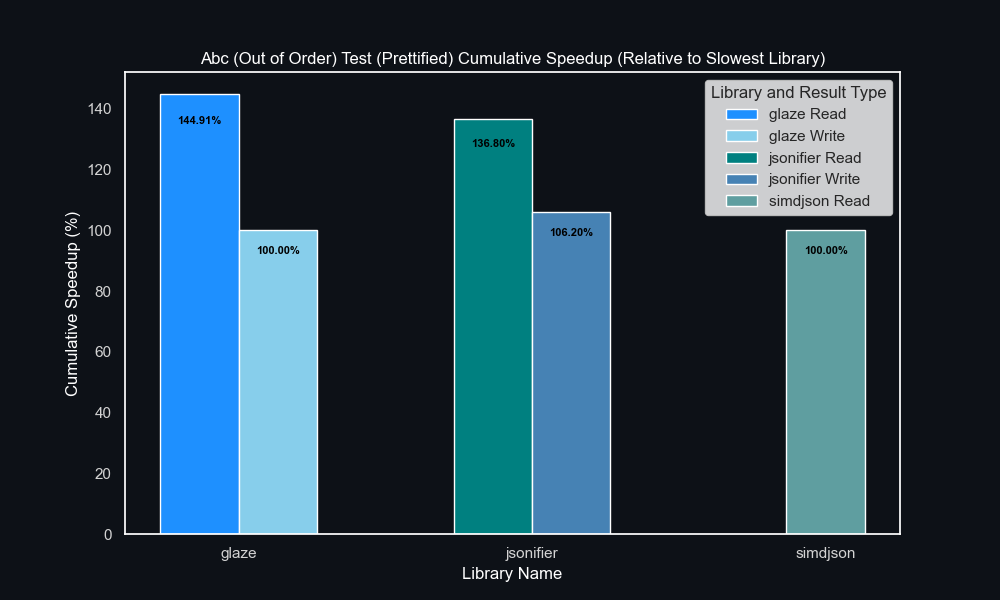 Abc (Out of Order) Test (Prettified) Cumulative Speedup (Relative to Slowest Library)
Library and Result Type
glaze Read
glaze Write
jsonifier Read
jsonifier Write
simdjson Read
Cumulative Speedup (%)
140
120
100
80
60
40
20
0
144.91%
100.00%
136.80%
106.20%
100.00%
glaze
jsonifier
simdjson
Library Name